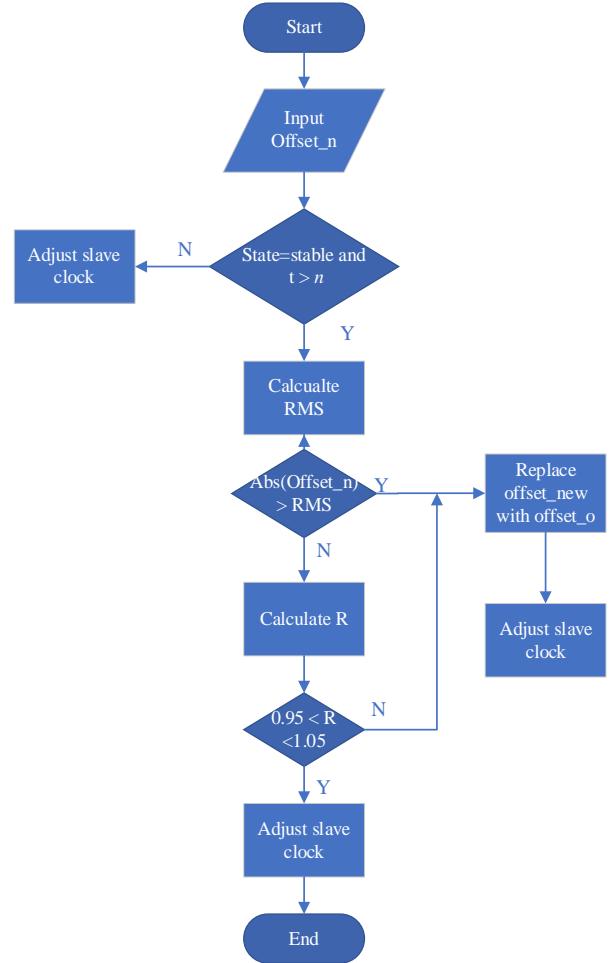 Start
Input
Offset_n
State=stable and
t > n
N
Adjust slave
clock
Y
Calcualte
RMS
Abs(Offset_n)
> RMS
Y
Replace
offset_new
with offset_o
N
Calculate R
Adjust slave
clock
0.95 < R
<1.05
N
Y
Adjust slave
clock
End